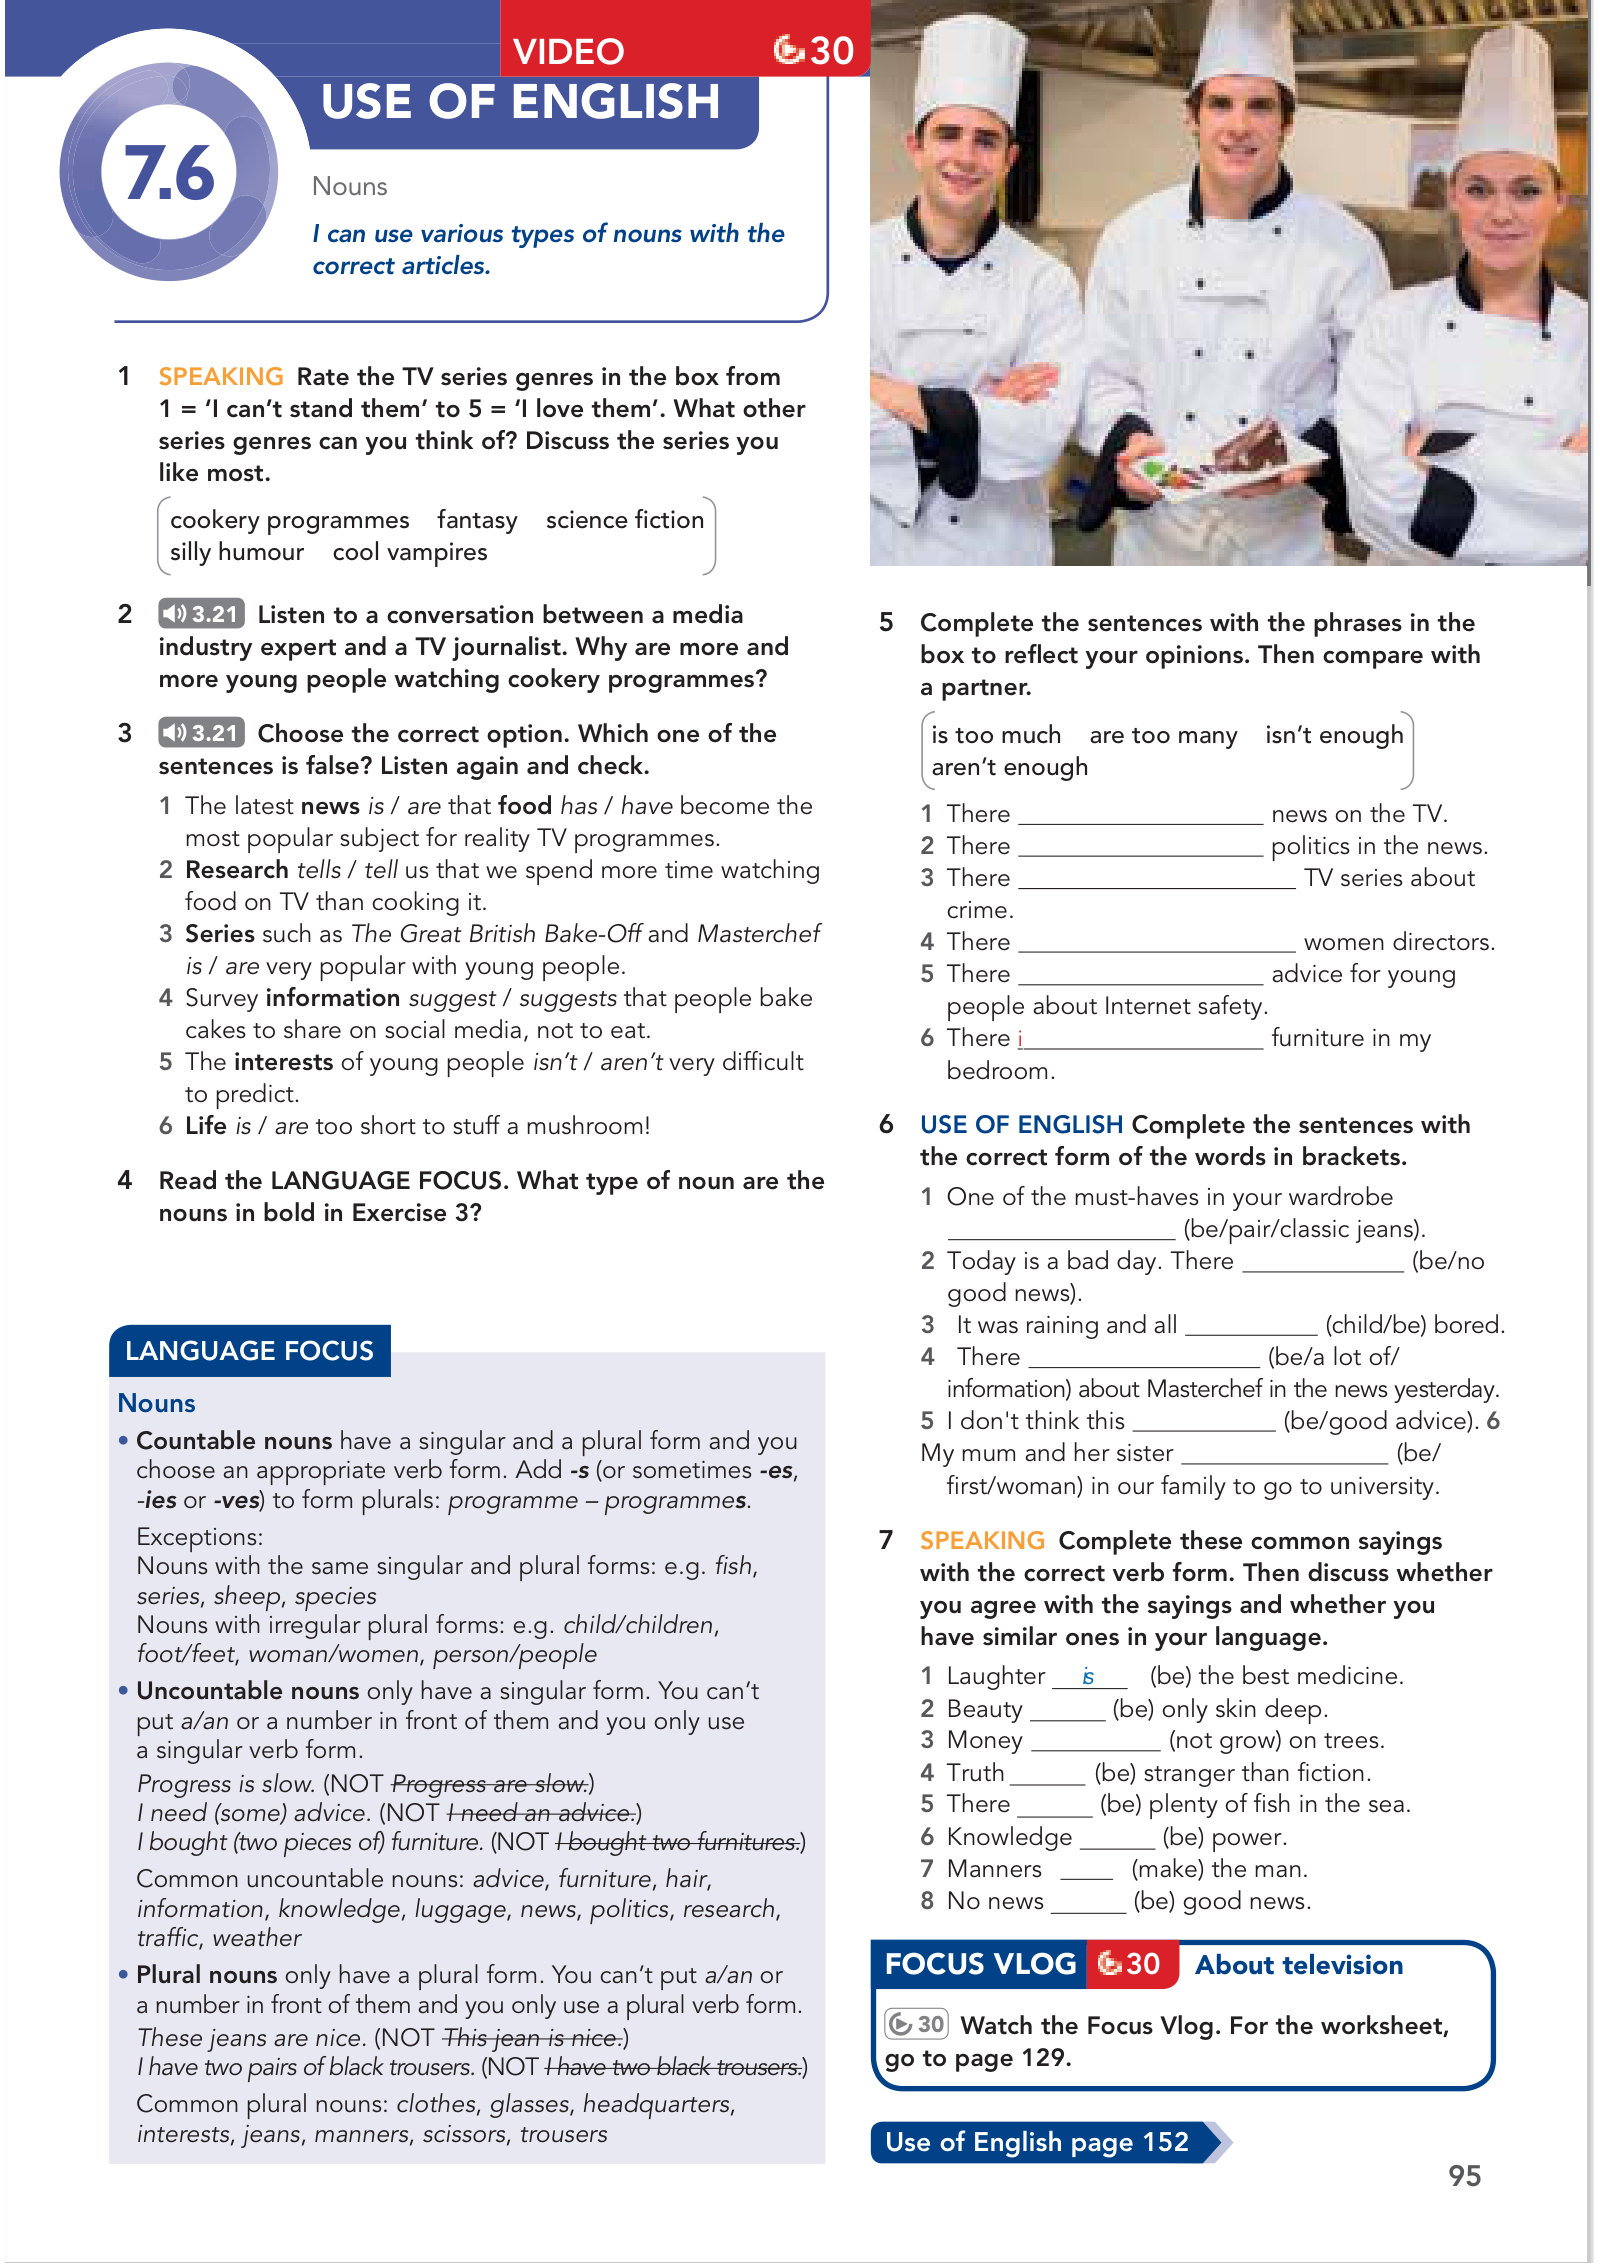 VIDEO 30
USE OF ENGLISH
7.6
Nouns
I can use various types of nouns with the
correct articles.
1 SPEAKING Rate the TV series genres in the box from
1 = ‘I can’t stand them’ to 5 = ‘I love them’. What other
series genres can you think of? Discuss the series you
like most.
cookery programmes fantasy science fiction
silly humour cool vampires
2 3.21 Listen to a conversation between a media
industry expert and a TV journalist. Why are more and
more young people watching cookery programmes?
3 3.21 Choose the correct option. Which one of the
sentences is false? Listen again and check.
1 The latest news is / are that food has / have become the
most popular subject for reality TV programmes.
2 Research tells / tell us that we spend more time watching
food on TV than cooking it.
3 Series such as The Great British Bake-Off and Masterchef
is / are very popular with young people.
4 Survey information suggest / suggests that people bake
cakes to share on social media, not to eat.
5 The interests of young people isn’t / aren’t very difficult
to predict.
6 Life is / are too short to stuff a mushroom!
4 Read the LANGUAGE FOCUS. What type of noun are the
nouns in bold in Exercise 3?
LANGUAGE FOCUS
Nouns
• Countable nouns have a singular and a plural form and you
choose an appropriate verb form. Add -s (or sometimes -es,
-ies or -ves) to form plurals: programme – programmes.
Exceptions:
Nouns with the same singular and plural forms: e.g. fish,
series, sheep, species
Nouns with irregular plural forms: e.g. child/children,
foot/feet, woman/women, person/people
• Uncountable nouns only have a singular form. You can’t
put a/an or a number in front of them and you only use
a singular verb form.
Progress is slow. (NOT Progress are slow.)
I need (some) advice. (NOT I need an advice.)
I bought (two pieces of) furniture. (NOT I bought two furnitures.)
Common uncountable nouns: advice, furniture, hair,
information, knowledge, luggage, news, politics, research,
traffic, weather
• Plural nouns only have a plural form. You can’t put a/an or
a number in front of them and you only use a plural verb form.
These jeans are nice. (NOT This jean is nice.)
I have two pairs of black trousers. (NOT I have two black trousers.)
Common plural nouns: clothes, glasses, headquarters,
interests, jeans, manners, scissors, trousers
5 Complete the sentences with the phrases in the
box to reflect your opinions. Then compare with
a partner.
is too much are too many isn’t enough
aren’t enough
1 There ____ news on the TV.
2 There ____ politics in the news.
3 There ____ TV series about
crime.
4 There ____ women directors.
5 There ____ advice for young
people about Internet safety.
6 There i____ furniture in my
bedroom.
6 USE OF ENGLISH Complete the sentences with
the correct form of the words in brackets.
1 One of the must-haves in your wardrobe
____ (be/pair/classic jeans).
2 Today is a bad day. There ____ (be/no
good news).
3 It was raining and all ____ (child/be) bored.
4 There ____ (be/a lot of/
information) about Masterchef in the news yesterday.
5 I don't think this ____ (be/good advice). 6
My mum and her sister ____ (be/
first/woman) in our family to go to university.
7 SPEAKING Complete these common sayings
with the correct verb form. Then discuss whether
you agree with the sayings and whether you
have similar ones in your language.
1 Laughter is (be) the best medicine.
2 Beauty ____ (be) only skin deep.
3 Money ____ (not grow) on trees.
4 Truth ____ (be) stranger than fiction.
5 There ____ (be) plenty of fish in the sea.
6 Knowledge ____ (be) power.
7 Manners ____ (make) the man.
8 No news ____ (be) good news.
FOCUS VLOG 30 About television
30 Watch the Focus Vlog. For the worksheet,
go to page 129.
Use of English page 152
95